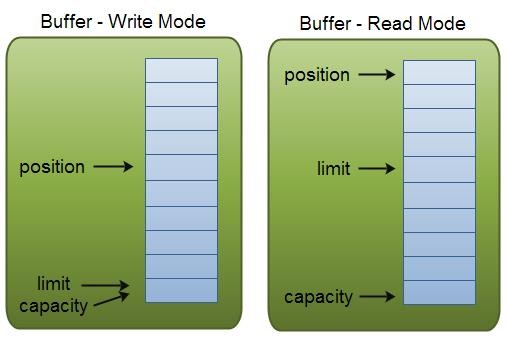 Buffer - Write Mode
position
limit
capacity
Buffer - Read Mode
position
limit
capacity